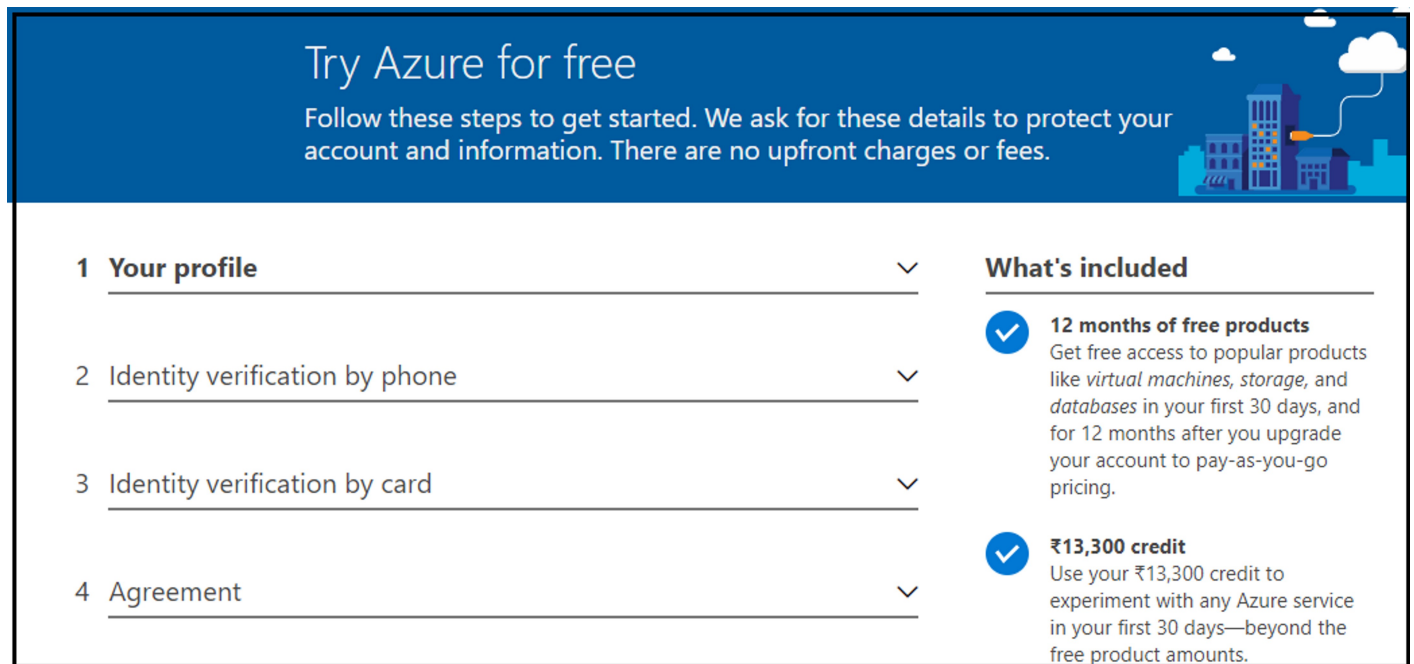 Try Azure for free
Follow these steps to get started. We ask for these details to protect your
account and information. There are no upfront charges or fees.
1 Your profile
2 Identity verification by phone
3 Identity verification by card
4 Agreement
What's included
12 months of free products
Get free access to popular products
like virtual machines, storage, and
databases in your first 30 days, and
for 12 months after you upgrade
your account to pay-as-you-go
pricing.
₹13,300 credit
Use your ₹13,300 credit to
experiment with any Azure service
in your first 30 days—beyond the
free product amounts.